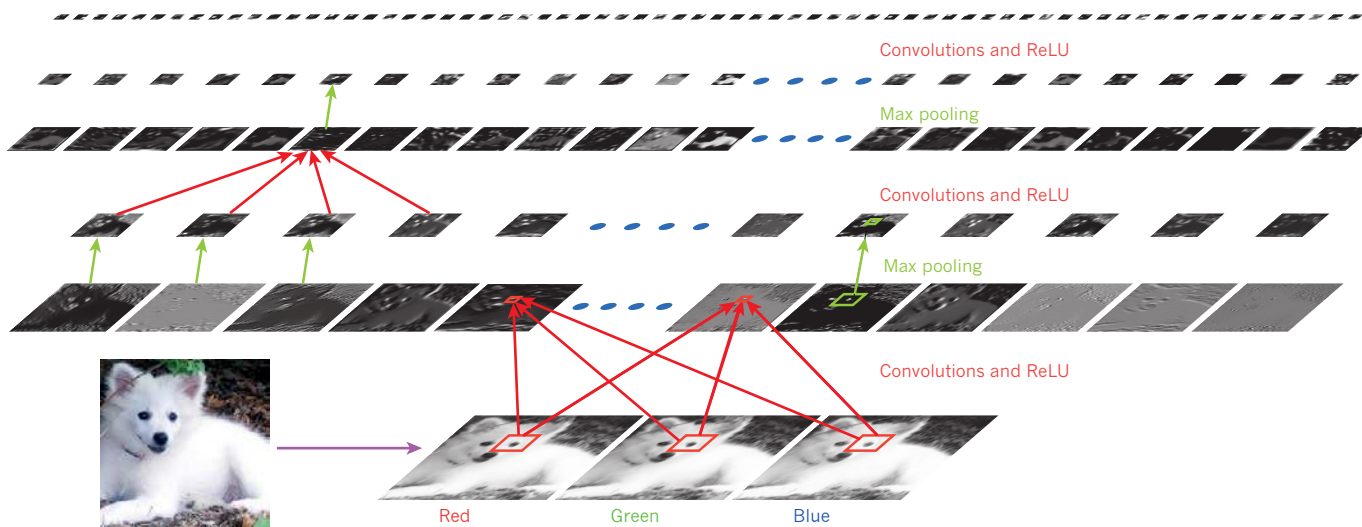 Convolutions and ReLU
Max pooling
Convolutions and ReLU
Max pooling
Convolutions and ReLU
Red
Green
Blue